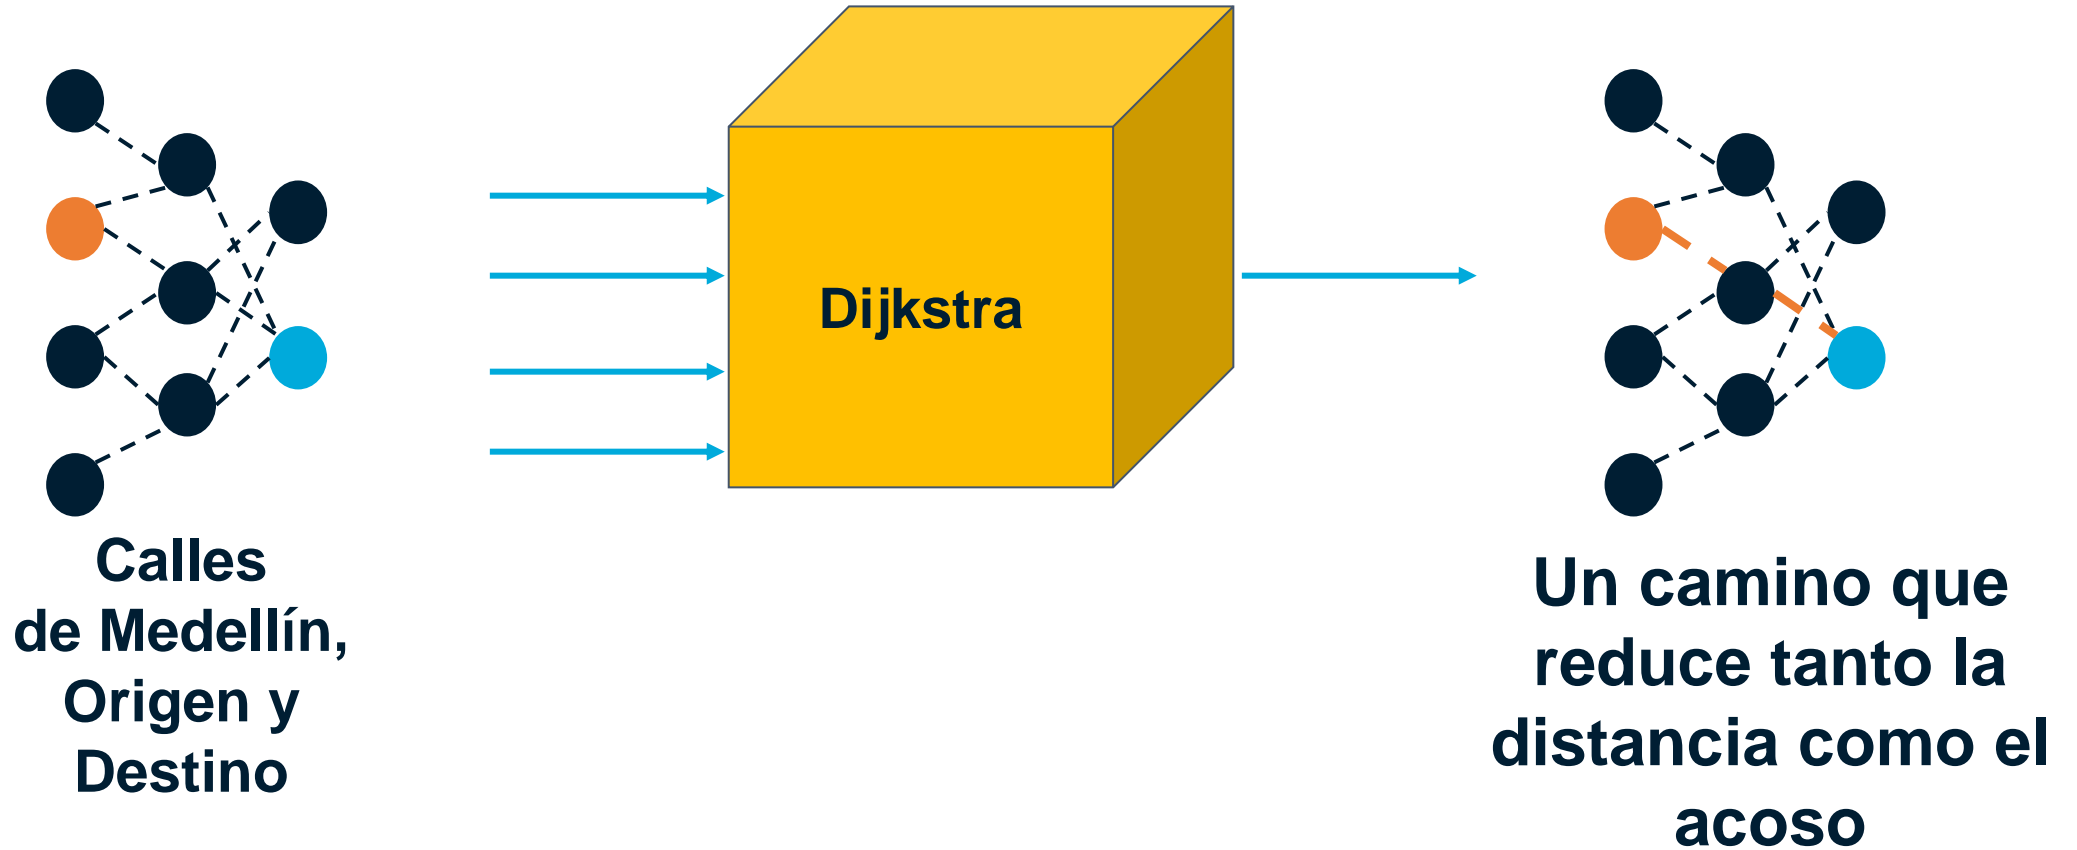 Dijkstra
Calles
de Medellín,
Origen y
Destino
Un camino que
reduce tanto la
distancia como el
acoso